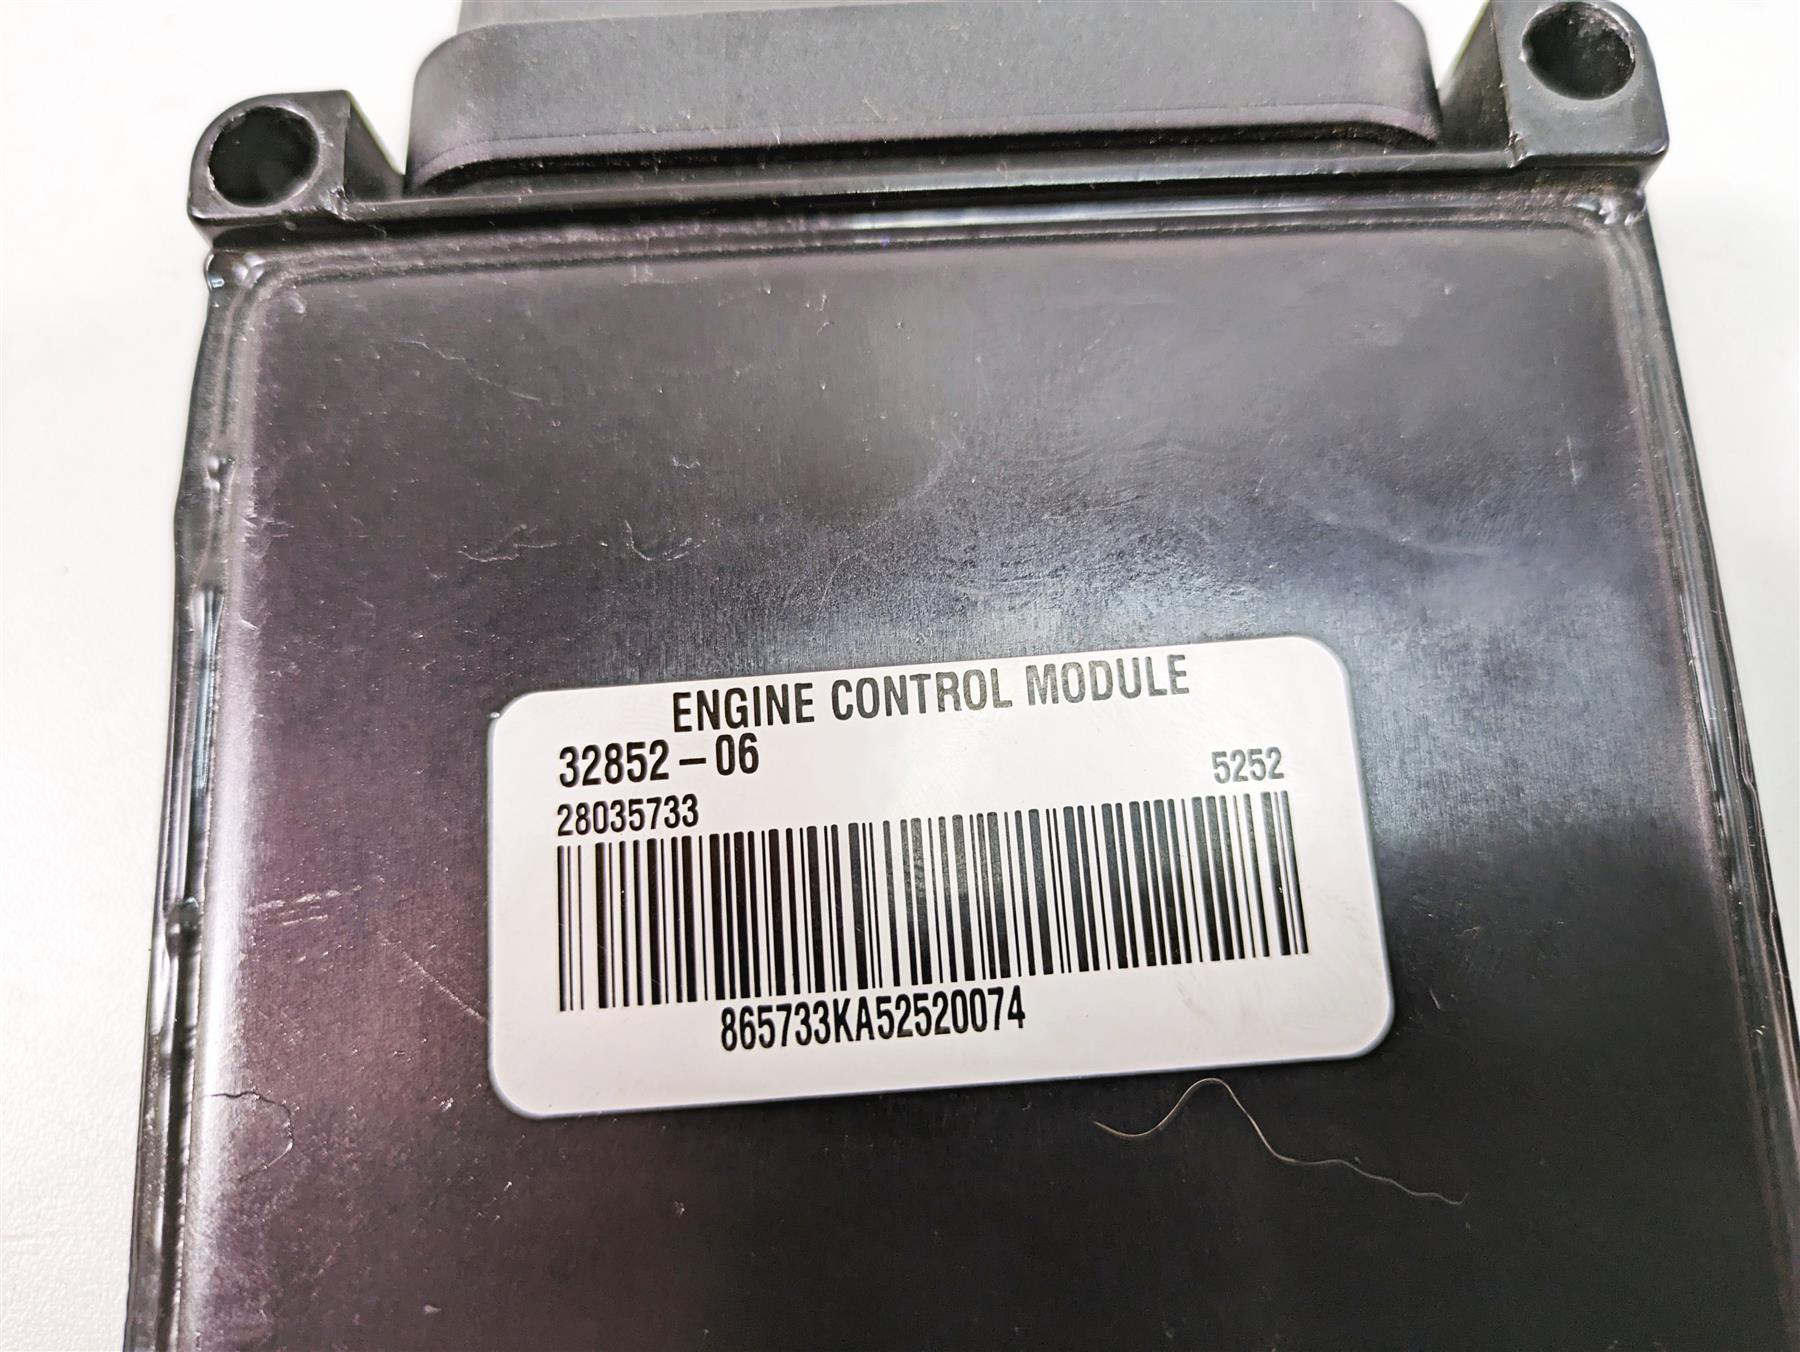 ENGINE CONTROL MODULE
32852-06
5252
28035733
865733KA52520074